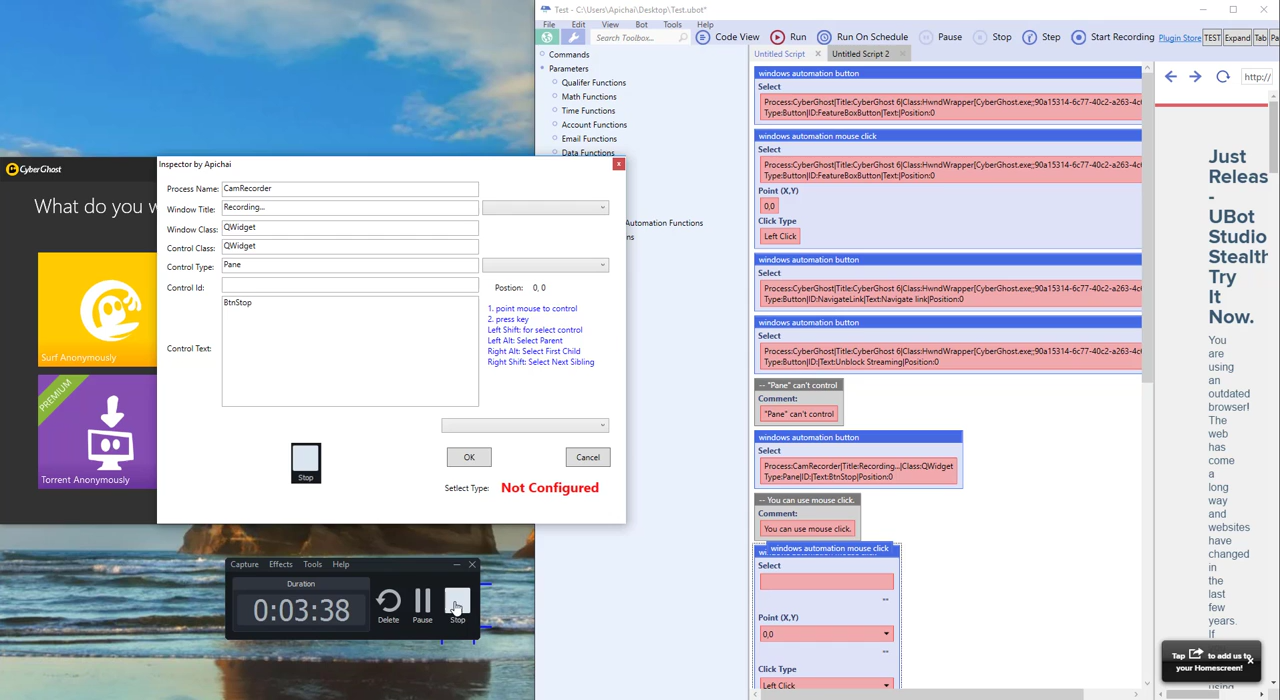 Test - C:\Users\Apichai\Desktop\Test.ubot*
File Edit View Bot Tools Help
Search Toolbox... Code View Run Run On Schedule Pause Stop Step Start Recording Plugin Store TEST Expand Tab Pa
Commands
Parameters
Qualifer Functions
Math Functions
Time Functions
Account Functions
Email Functions
Data Functions
Automation Functions
ns
Untitled Script x Untitled Script 2 x
windows automation button
Select
Process:CyberGhost|Title:CyberGhost 6|Class:HwndWrapper[CyberGhost.exe;;90a15314-6c77-40c2-a263-4c
Type:Button|ID:FeatureBoxButton|Text:|Position:0
windows automation mouse click
Select
Process:CyberGhost|Title:CyberGhost 6|Class:HwndWrapper[CyberGhost.exe;;90a15314-6c77-40c2-a263-4c
Type:Button|ID:FeatureBoxButton|Text:|Position:0
Point (X,Y)
0,0
Click Type
Left Click
windows automation button
Select
Process:CyberGhost|Title:CyberGhost 6|Class:HwndWrapper[CyberGhost.exe;;90a15314-6c77-40c2-a263-4c
Type:Button|ID:NavigateLink|Text:Navigate link|Position:0
windows automation button
Select
Process:CyberGhost|Title:CyberGhost 6|Class:HwndWrapper[CyberGhost.exe;;90a15314-6c77-40c2-a263-4c
Type:Button|ID:|Text:Unblock Streaming|Position:0
-- "Pane" can't control
Comment:
"Pane" can't control
windows automation button
Select
Process:CamRecorder|Title:Recording...|Class:QWidget
Type:Pane|ID:|Text:BtnStop|Position:0
-- You can use mouse click.
Comment:
You can use mouse click.
windows automation mouse click
Select
Point (X,Y)
0,0
Click Type
Left Click
http://
Just
Releas
-
UBot
Studio
Stealth
Try
It
Now.
You
are
using
an
outdated
browser!
The
web
has
come
a
long
way
and
websites
have
changed
in
the
last
few
years.
If
Tap to add us to
your Homescreen!
CyberGhost
What do you w
Surf Anonymously
PREMIUM
Torrent Anonymously
Inspector by Apichai
x
Process Name: CamRecorder
Window Title: Recording...
Window Class: QWidget
Control Class: QWidget
Control Type: Pane
Control Id: Postion: 0, 0
Control Text: BtnStop
1. point mouse to control
2. press key
Left Shift: for select control
Left Alt: Select Parent
Right Alt: Select First Child
Right Shift: Select Next Sibling
Stop
OK Cancel
Settlect Type: Not Configured
Capture Effects Tools Help
Duration
0:03:38
Delete Pause Stop